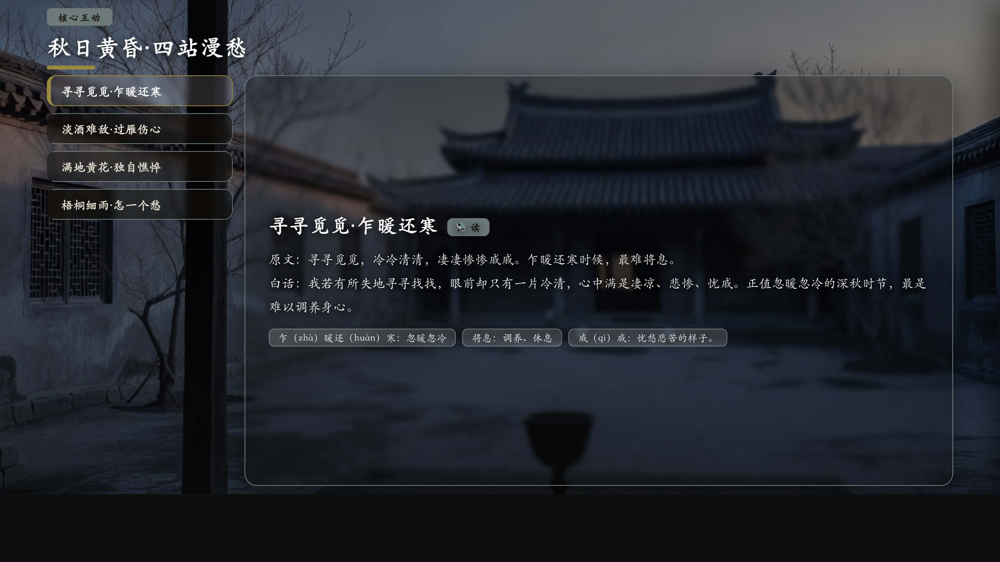 核心互动
秋日黄昏·四站漫愁
寻寻觅觅·乍暖还寒
淡酒难敌·过雁伤心
满地黄花·独自憔悴
梧桐细雨·怎一个愁
寻寻觅觅·乍暖还寒
读
原文：寻寻觅觅，冷冷清清，凄凄惨惨戚戚。乍暖还寒时候，最难将息。
白话：我若有所失地寻寻找找，眼前却只有一片冷清，心中满是凄凉、悲惨、忧戚。正值忽暖忽冷的深秋时节，最是
难以调养身心。
乍（zhà）暖还（huán）寒：忽暖忽冷
将息：调养、休息
戚（qī）戚：忧愁悲苦的样子。